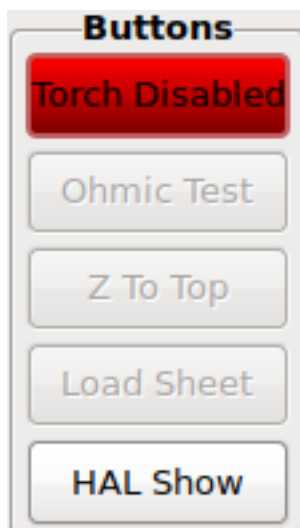 Buttons
Torch Disabled
Ohmic Test
Z To Top
Load Sheet
HAL Show